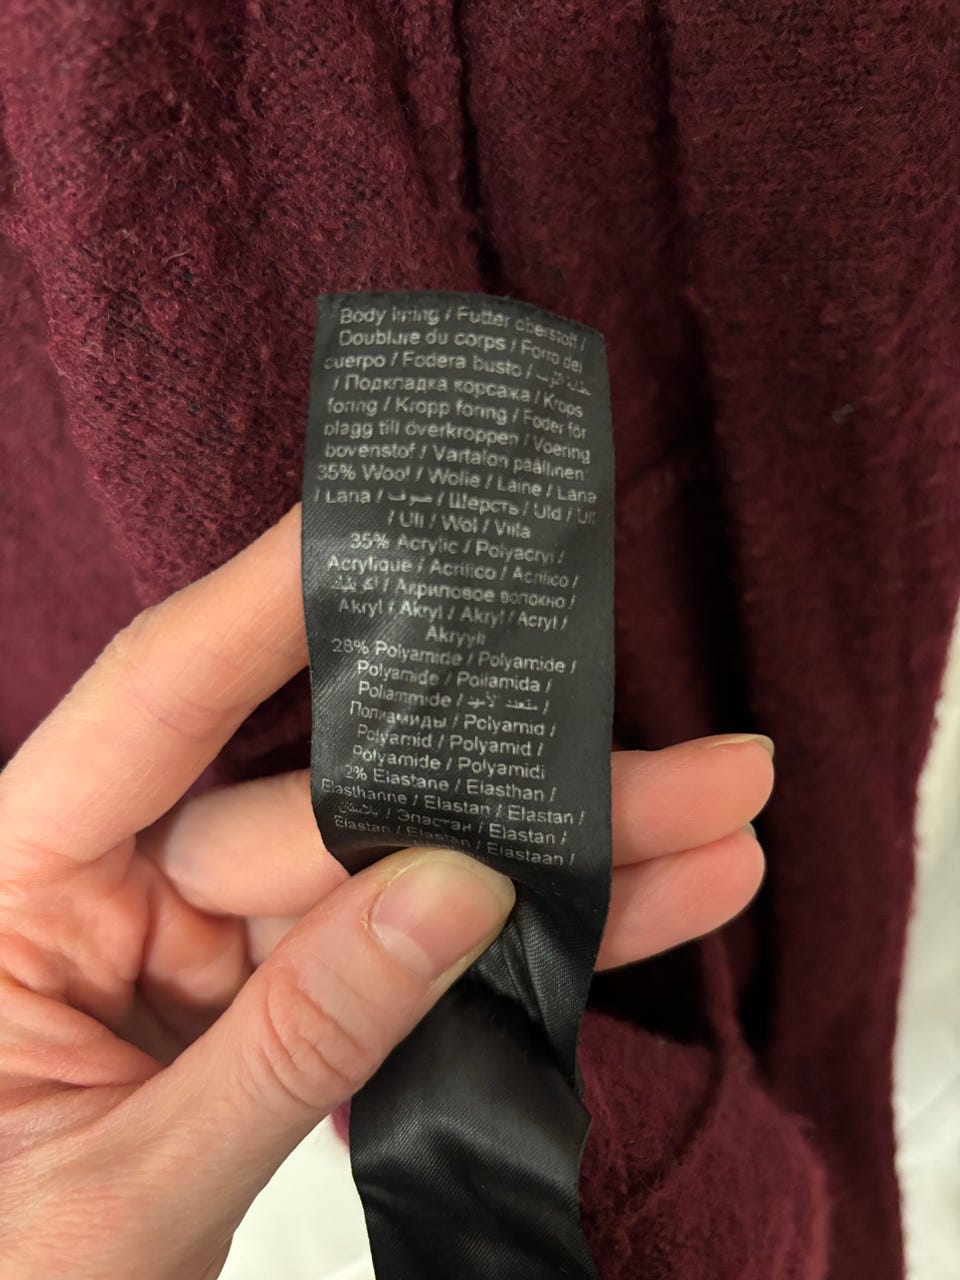 Body lining / Futter oberstoff /
Doublure du corps / Forro del
cuerpo / Fodera busto /
/ Подкладка корсажа / Krops
foring / Kropp foring / Foder för
plagg till överkroppen / Voering
bovenstof / Vartalon päällinen
35% Wool / Wolle / Laine / Lana
/ Lana / صوف / Шерсть / Uld / Ull
/ Ull / Wol / Villa
35% Acrylic / Polyacryl /
Acrylique / Acrílico / Acrilico /
/ Акриловое волокно /
Akryl / Akryl / Akryl / Acryl /
Akryyli
28% Polyamide / Polyamide /
Polyamide / Poliamida /
Poliammide / متعدد الأميد /
Полиамиды / Polyamid /
Polyamid / Polyamid /
Polyamide / Polyamidi
2% Elastane / Elasthan /
Elasthanne / Elastan / Elastan /
/ Эластан / Elastan /
Elastan / Elastan / Elastaan /